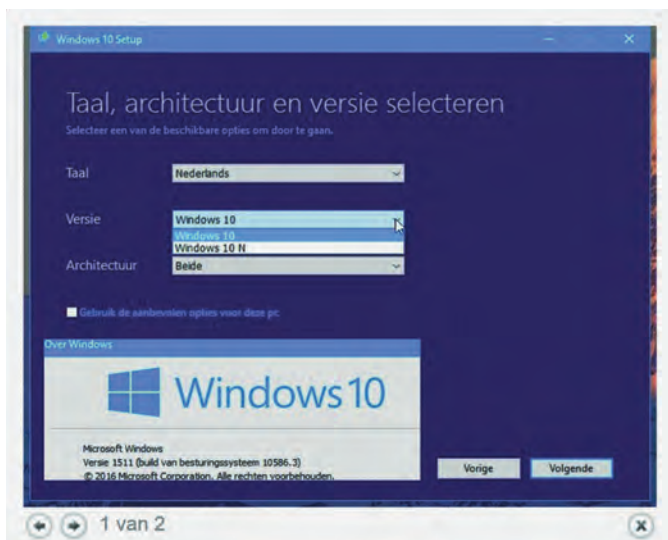 Windows 10 Setup
Taal, architectuur en versie selecteren
Selecteer een van de beschikbare opties om door te gaan.
Taal
Nederlands
Versie
Windows 10
Windows 10
Windows 10 N
Architectuur
Beide
Gebruik de aanbevolen opties voor deze pc
Over Windows
Windows 10
Microsoft Windows
Versie 1511 (build van besturingssysteem 10586.3)
© 2016 Microsoft Corporation. Alle rechten voorbehouden.
Vorige
Volgende
1 van 2